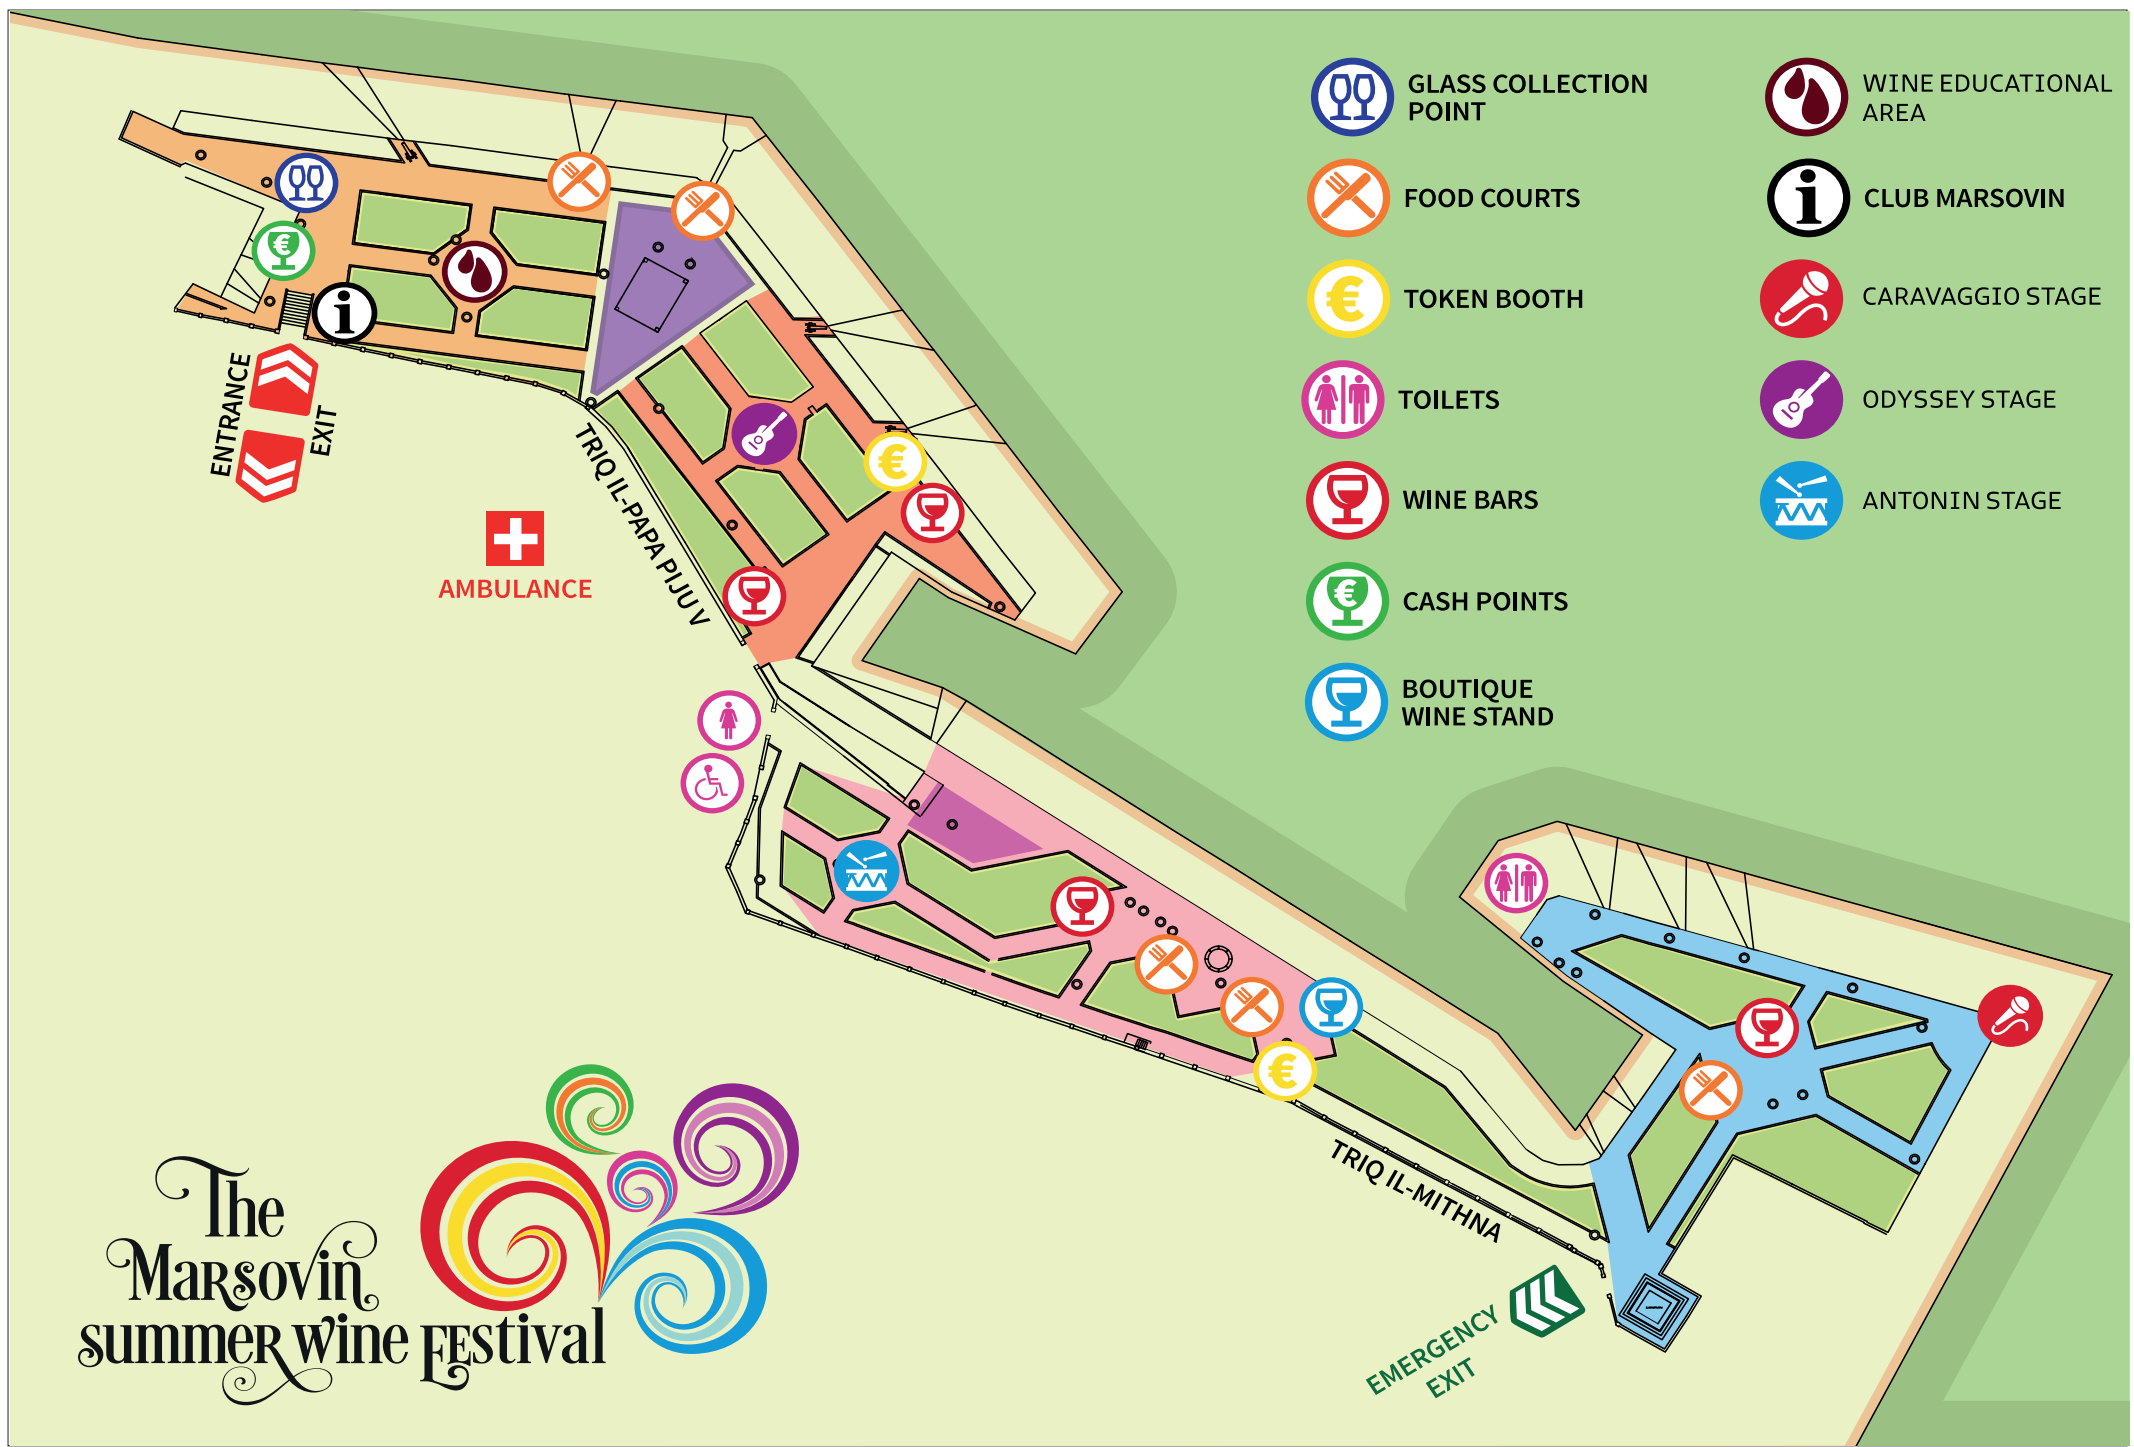 GLASS COLLECTION
POINT
FOOD COURTS
TOKEN BOOTH
TOILETS
WINE BARS
CASH POINTS
BOUTIQUE
WINE STAND
WINE EDUCATIONAL
AREA
CLUB MARSOVIN
CARAVAGGIO STAGE
ODYSSEY STAGE
ANTONIN STAGE
ENTRANCE
EXIT
AMBULANCE
TRIQ IL-PAPA PIJU V
TRIQ IL-MITHNA
EMERGENCY
EXIT
The
Marsovin
summer wine Festival